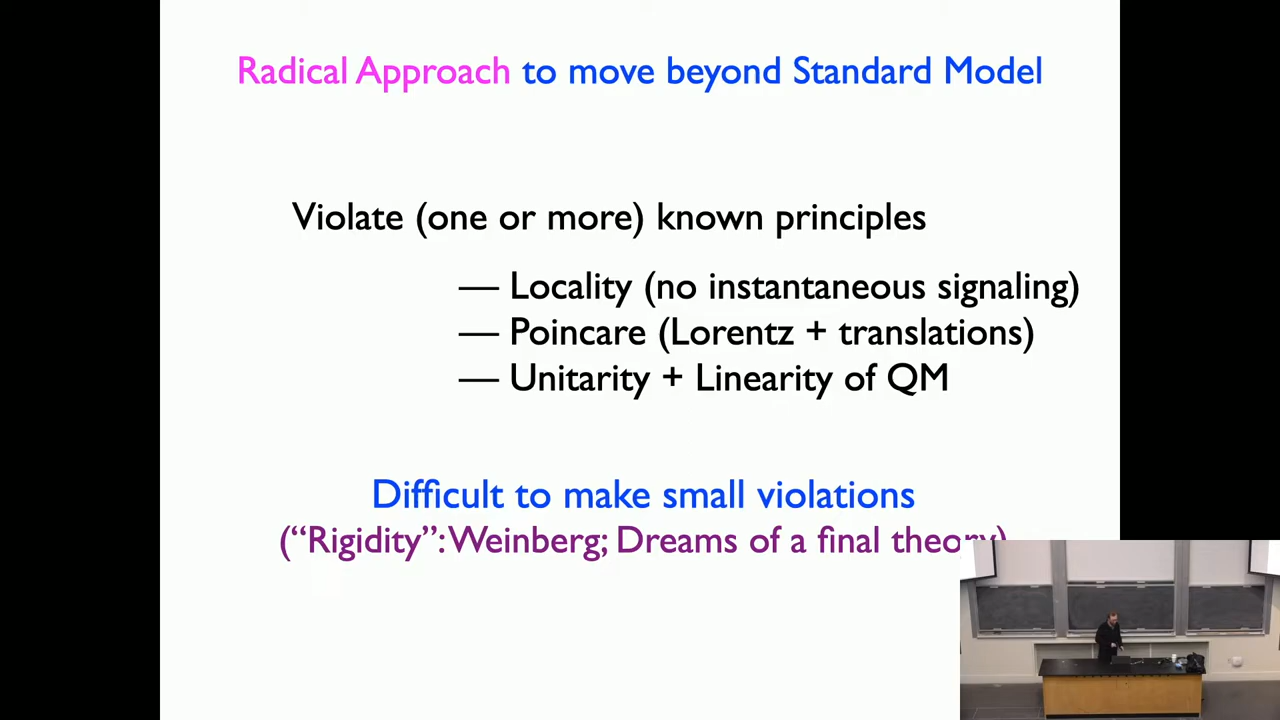 Radical Approach to move beyond Standard Model
Violate (one or more) known principles
— Locality (no instantaneous signaling)
— Poincare (Lorentz + translations)
— Unitarity + Linearity of QM
Difficult to make small violations
(“Rigidity”: Weinberg; Dreams of a final theory)